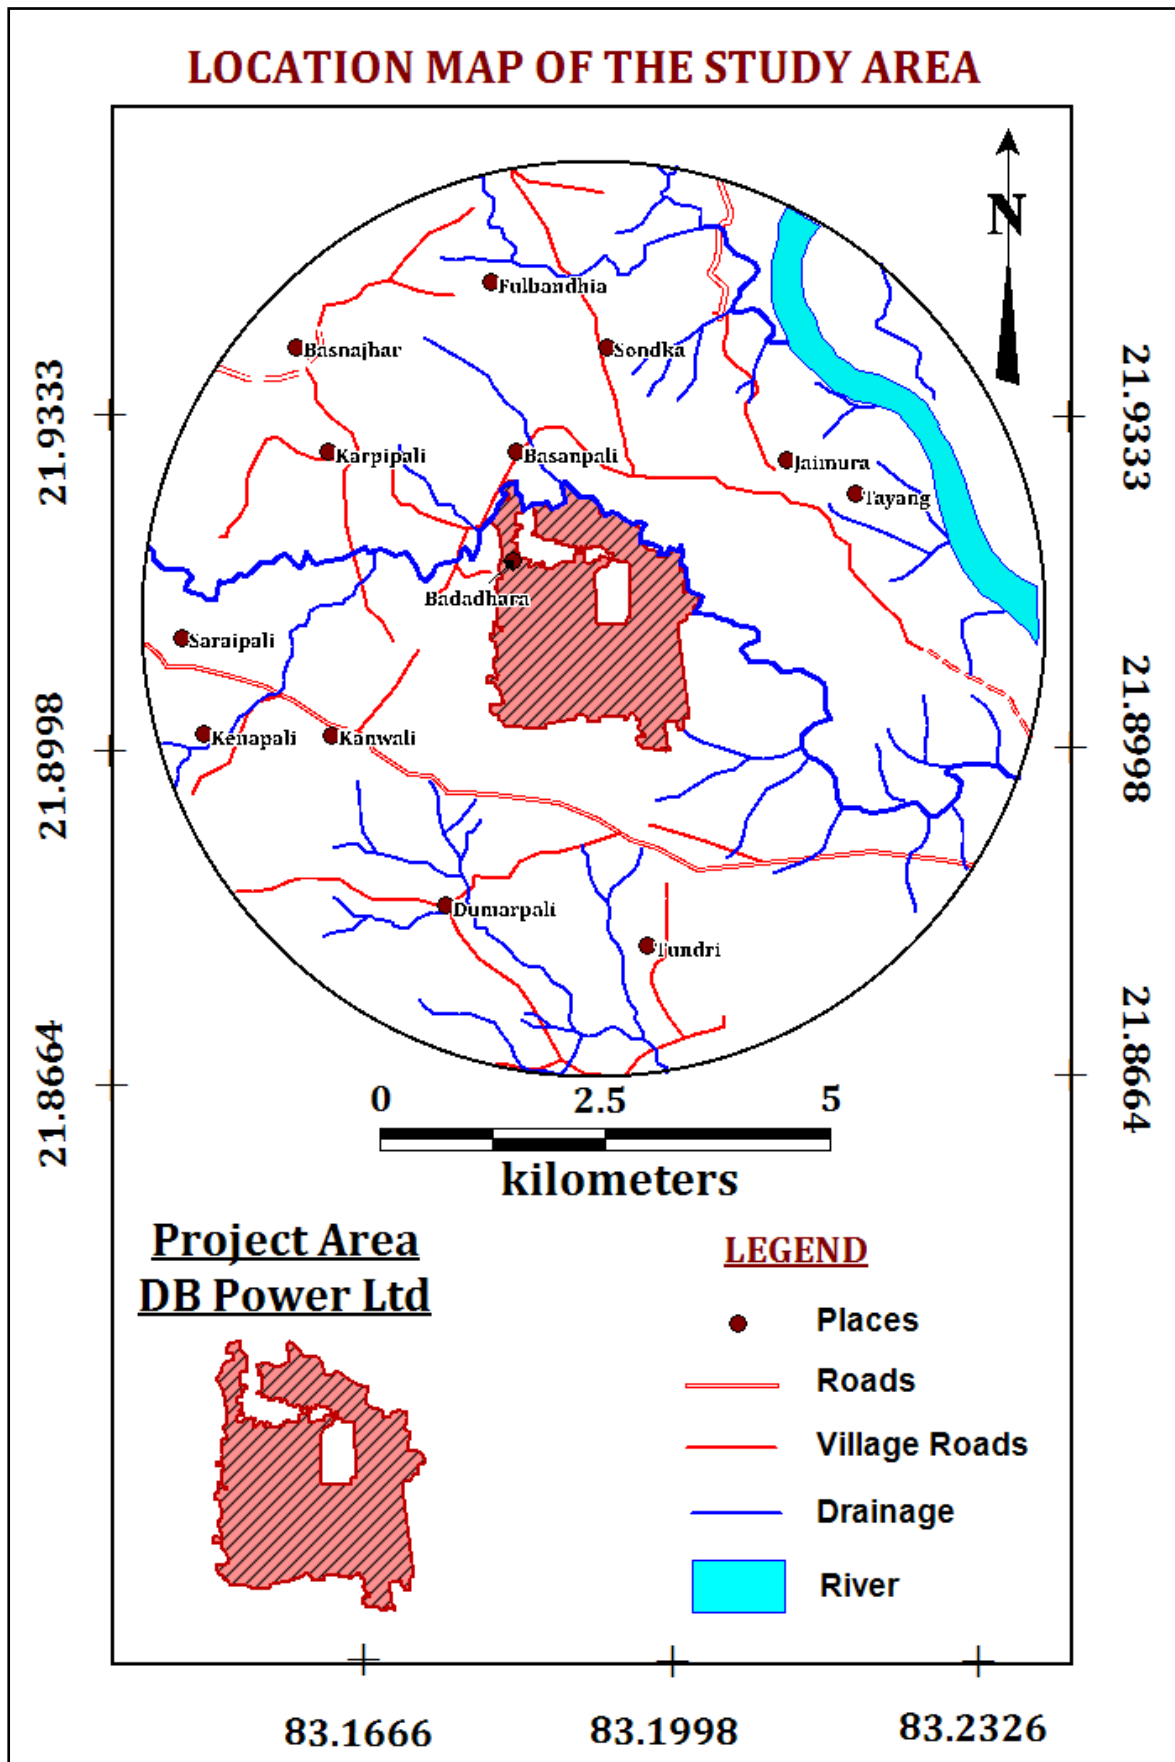 LOCATION MAP OF THE STUDY AREA
N
Fulbandhia
Basnajhar
Sondka
21.9333
21.9333
Karpipali
Basanpali
Jaimura
Tayang
Badadhara
Saraipali
Kenapali
Kanwali
21.8998
21.8998
Dumarpali
Tundri
21.8664
21.8664
0 2.5 5
kilometers
Project Area
DB Power Ltd
LEGEND
Places
Roads
Village Roads
Drainage
River
83.1666 83.1998 83.2326